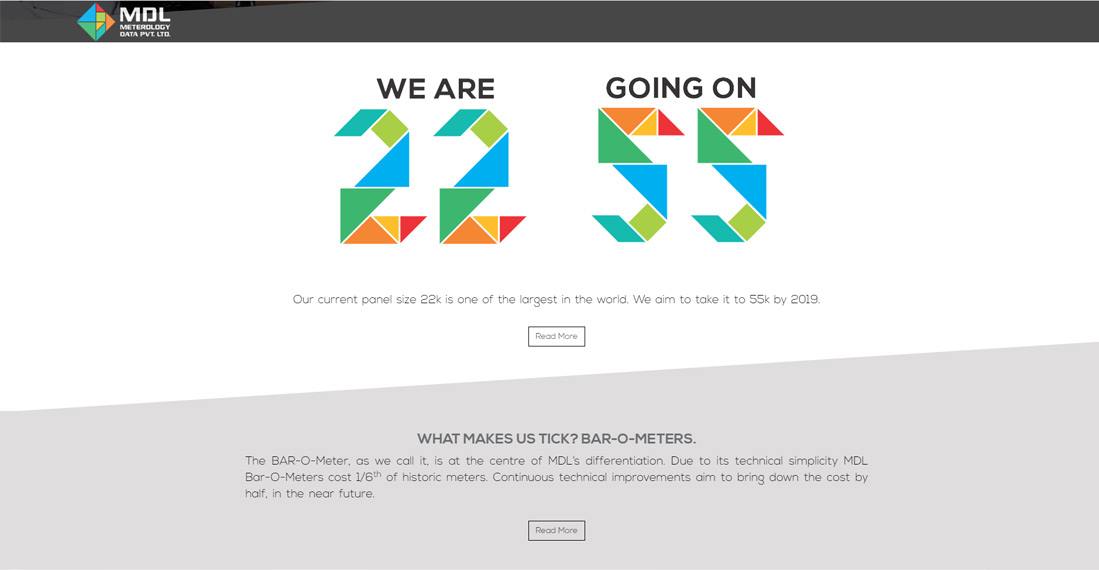 MDL
METEROLOGY
DATA PVT. LTD.
WE ARE
GOING ON
22
55
Our current panel size 22k is one of the largest in the world. We aim to take it to 55k by 2019.
Read More
WHAT MAKES US TICK? BAR-O-METERS.
The BAR-O-Meter, as we call it, is at the centre of MDL's differentiation. Due to its technical simplicity MDL
Bar-O-Meters cost 1/6th of historic meters. Continuous technical improvements aim to bring down the cost by
half, in the near future.
Read More